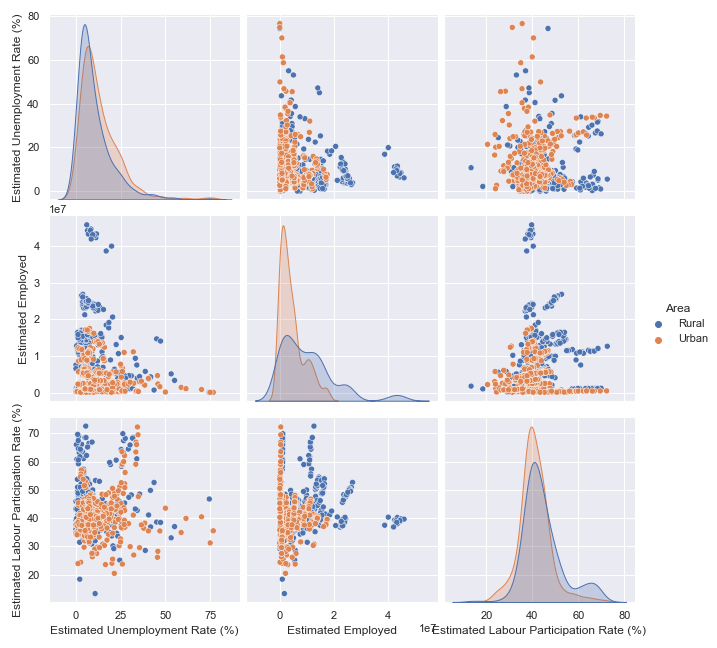 80
60
40
20
0
Estimated Unemployment Rate (%)
1e7
4
3
2
1
0
Estimated Employed
Area
Rural
Urban
70
60
50
40
30
20
Estimated Labour Participation Rate (%)
0 25 50 75
0 2 4
20 40 60 80
1e7
Estimated Unemployment Rate (%)
Estimated Employed
Estimated Labour Participation Rate (%)